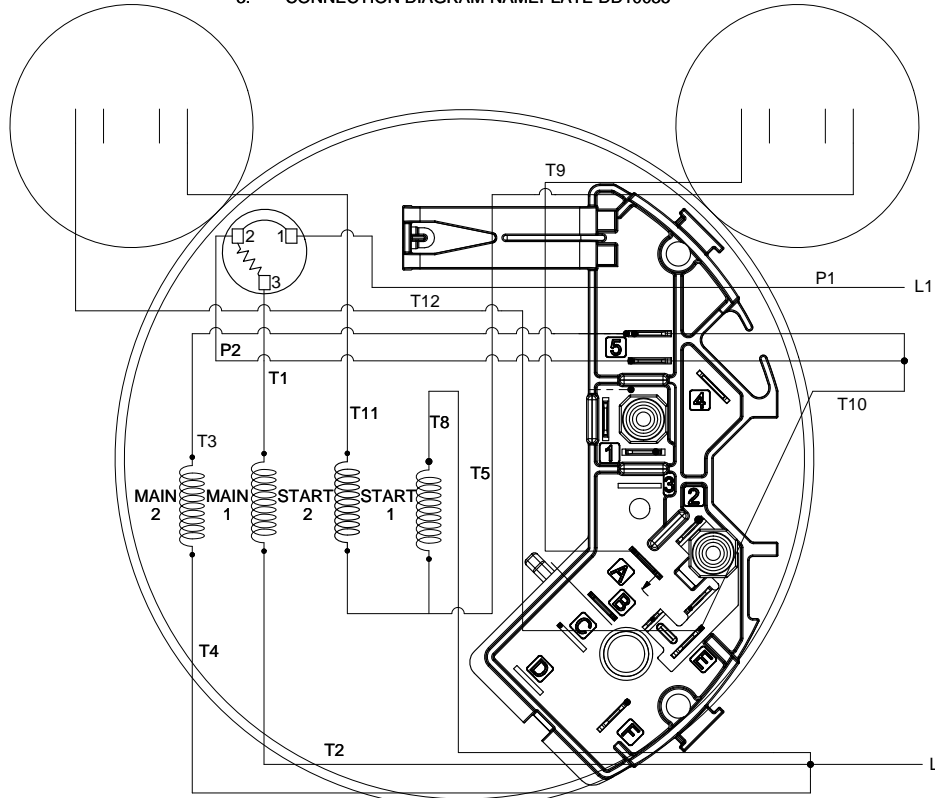 3. CONNECTION DIAGRAM NAMEPLATE
T9
2 1
3
P1
L1
T12
P2
5
T1
4
T10
T11
T8
T3
1
T5
3
2
MAIN 2
MAIN 1
START 2
START 1
A
B
C
D
E
F
T4
T2
L